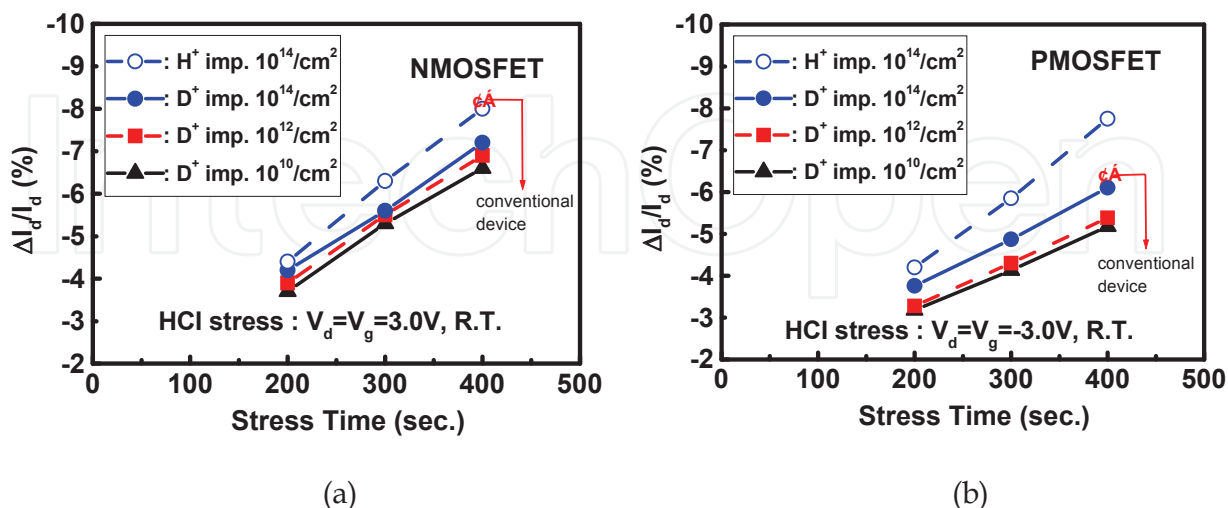 -10
-9
-8
-7
-6
-5
-4
-3
-2
0
100
200
300
400
500
ΔI_d/I_d (%)
Stress Time (sec.)
: H⁺ imp. 10¹⁴/cm²
: D⁺ imp. 10¹⁴/cm²
: D⁺ imp. 10¹²/cm²
: D⁺ imp. 10¹⁰/cm²
NMOSFET
¢Á
conventional
device
HCI stress : V_d=V_g=3.0V, R.T.
(a)
-10
-9
-8
-7
-6
-5
-4
-3
-2
0
100
200
300
400
500
ΔI_d/I_d (%)
Stress Time (sec.)
: H⁺ imp. 10¹⁴/cm²
: D⁺ imp. 10¹⁴/cm²
: D⁺ imp. 10¹²/cm²
: D⁺ imp. 10¹⁰/cm²
PMOSFET
¢Á
conventional
device
HCI stress : V_d=V_g=-3.0V, R.T.
(b)
IntechOpen